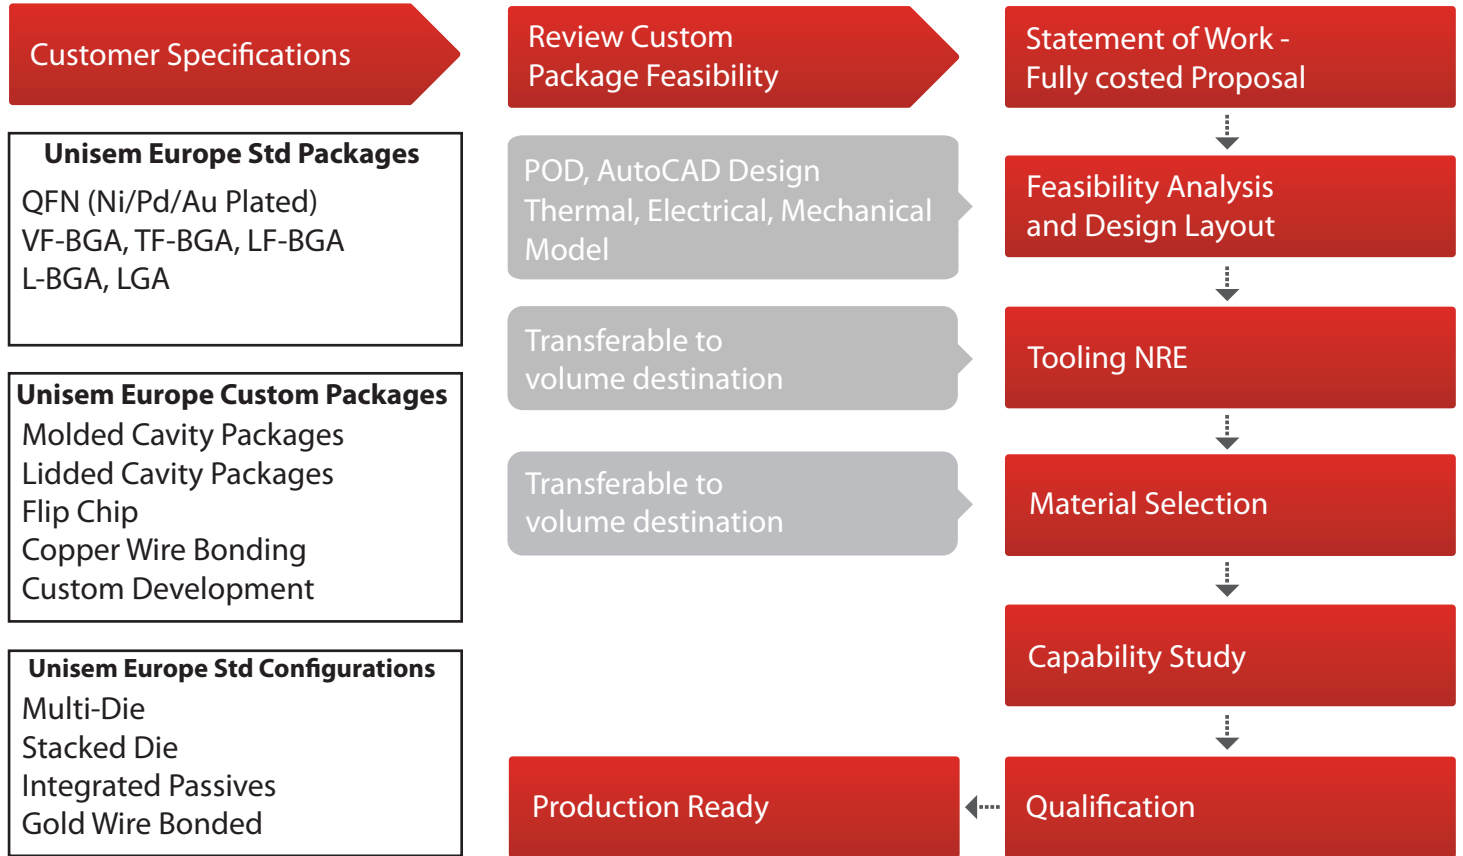 Customer Specifications
Unisem Europe Std Packages
QFN (Ni/Pd/Au Plated)
VF-BGA, TF-BGA, LF-BGA
L-BGA, LGA
Unisem Europe Custom Packages
Molded Cavity Packages
Lidded Cavity Packages
Flip Chip
Copper Wire Bonding
Custom Development
Unisem Europe Std Configurations
Multi-Die
Stacked Die
Integrated Passives
Gold Wire Bonded
Review Custom
Package Feasibility
POD, AutoCAD Design
Thermal, Electrical, Mechanical
Model
Transferable to
volume destination
Transferable to
volume destination
Statement of Work -
Fully costed Proposal
Feasibility Analysis
and Design Layout
Tooling NRE
Material Selection
Capability Study
Qualification
Production Ready